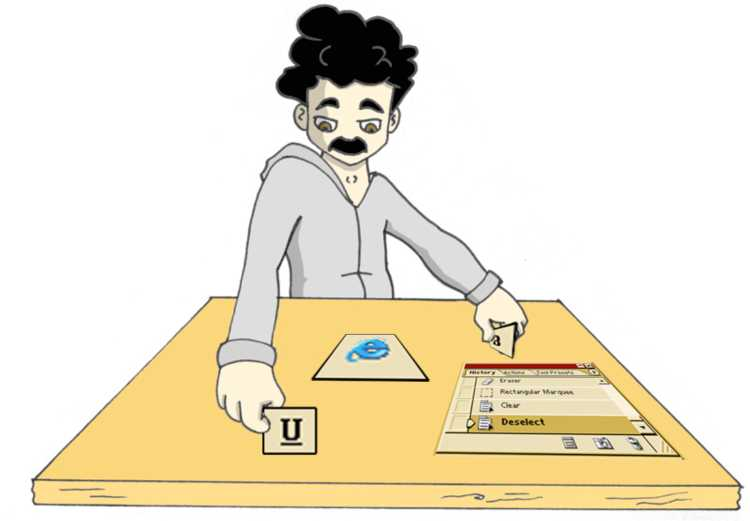 a
History Actions Tool Presets
Eraser
Rectangular Marquee
Clear
Deselect
U